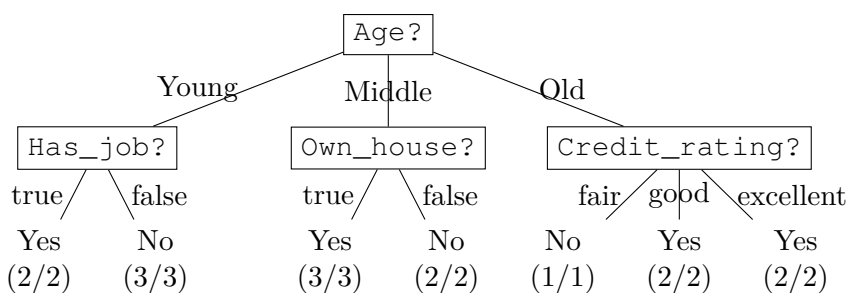 Age?
Young Middle Old
Has_job? Own_house? Credit_rating?
true false true false fair good excellent
Yes No Yes No No Yes Yes
(2/2) (3/3) (3/3) (2/2) (1/1) (2/2) (2/2)